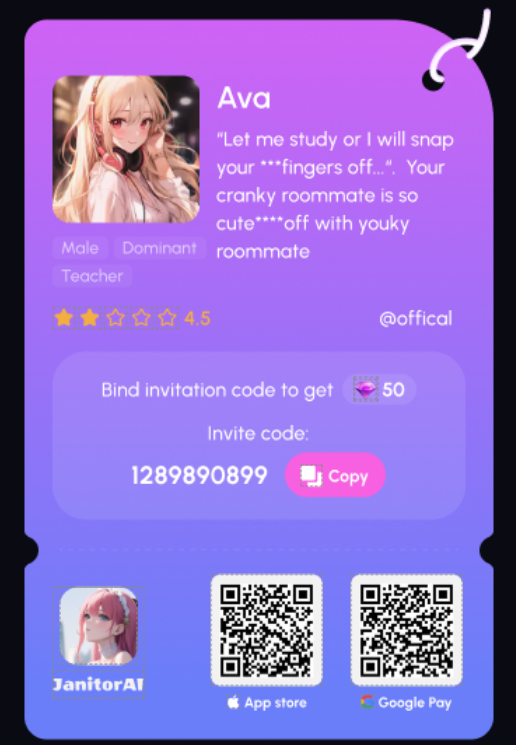 Ava
“Let me study or I will snap
your ***fingers off...“. Your
cranky roommate is so
cute****off with youky
roommate
Male Dominant
Teacher
4.5
@offical
Bind invitation code to get 50
Invite code:
1289890899 Copy
JanitorAI
App store
Google Pay